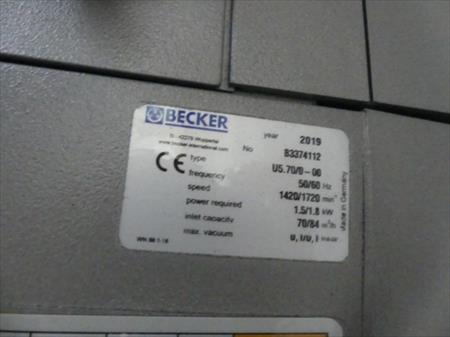 BECKER
year 2019
D-42279 Wuppertal
www.becker-international.com
No B3374112
CE
type U5.70/0-00
frequency 50/60 Hz
speed 1420/1720 min⁻¹
power required 1.5/1.8 kW
inlet capacity 70/84 m³/h
max. vacuum
Made in Germany